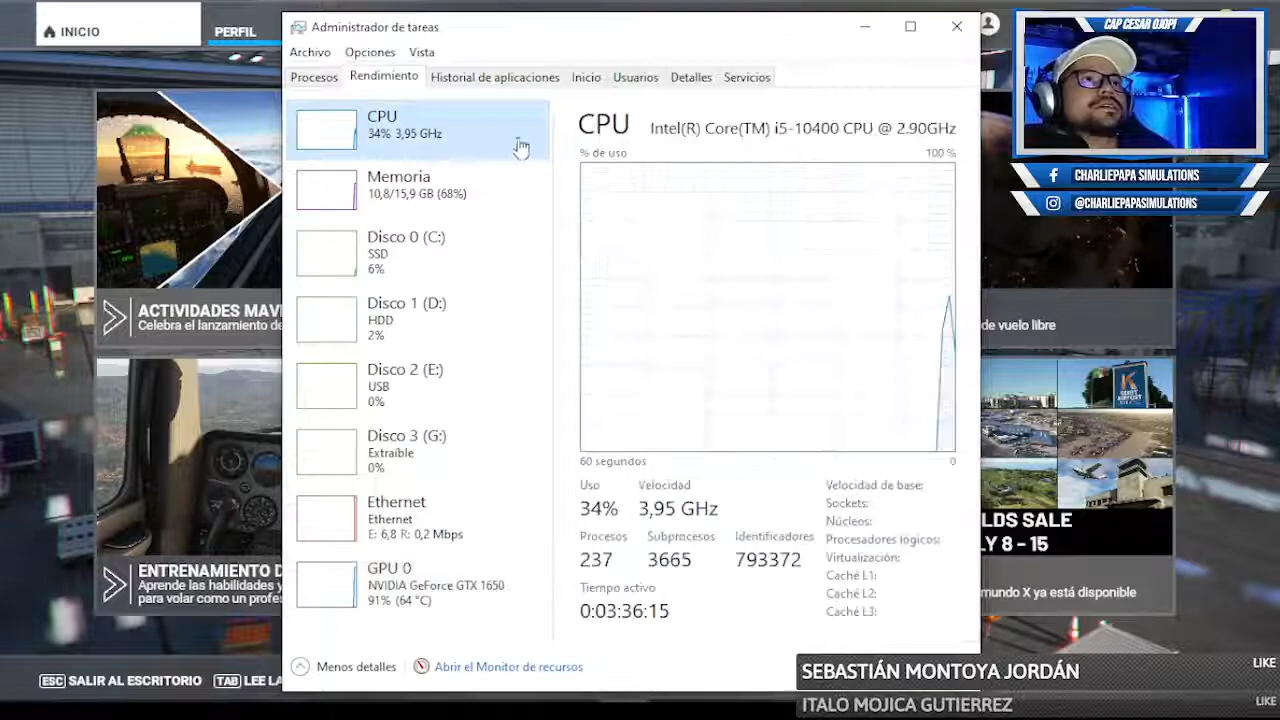 INICIO
PERFIL
Administrador de tareas
Archivo Opciones Vista
Procesos Rendimiento Historial de aplicaciones Inicio Usuarios Detalles Servicios
CPU
34% 3,95 GHz
Memoria
10,8/15,9 GB (68%)
Disco 0 (C:)
SSD
6%
Disco 1 (D:)
HDD
2%
Disco 2 (E:)
USB
0%
Disco 3 (G:)
Extraíble
0%
Ethernet
Ethernet
E: 6,8 R: 0,2 Mbps
GPU 0
NVIDIA GeForce GTX 1650
91% (64 °C)
CPU Intel(R) Core(TM) i5-10400 CPU @ 2.90GHz
% de uso 100 %
60 segundos 0
Uso Velocidad
34% 3,95 GHz
Procesos Subprocesos Identificadores
237 3665 793372
Tiempo activo
0:03:36:15
Velocidad de base:
Sockets:
Núcleos:
Procesadores lógicos:
Virtualización:
Caché L1:
Caché L2:
Caché L3:
Menos detalles Abrir el Monitor de recursos
CAP CESAR OJOPI
CHARLIEPAPA SIMULATIONS
@CHARLIEPAPASIMULATIONS
ACTIVIDADES MAV
Celebra el lanzamiento de
de vuelo libre
ENTRENAMIENTO D
Aprende las habilidades y
para volar como un profe
LDS SALE
LY 8 - 15
mundo X ya está disponible
ESC SALIR AL ESCRITORIO TAB LEE LA
SEBASTIÁN MONTOYA JORDÁN LIKE
ITALO MOJICA GUTIERREZ LIKE